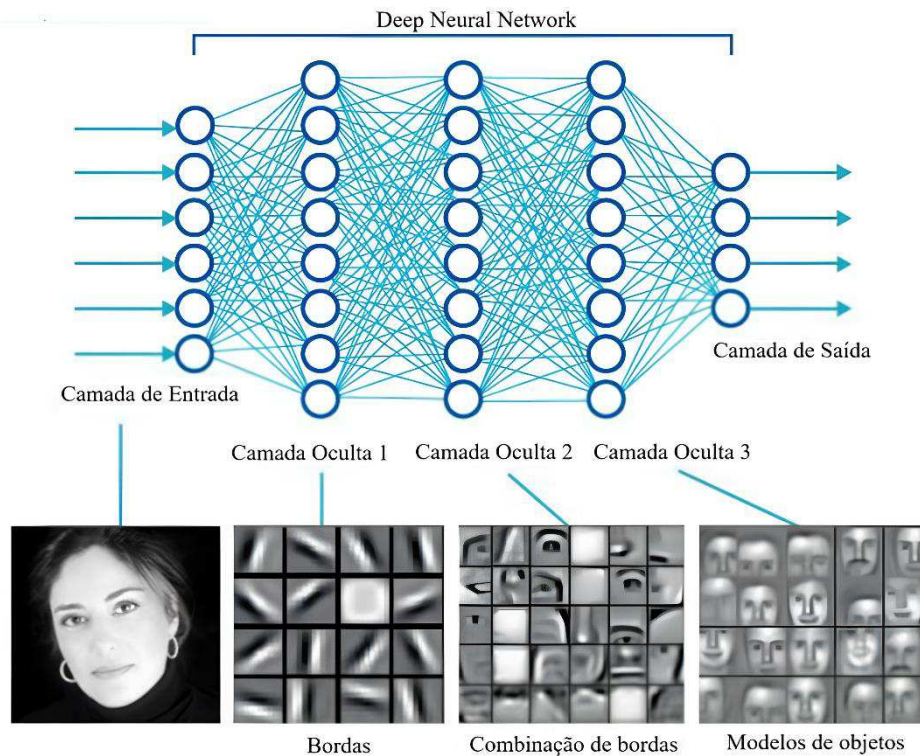 Deep Neural Network
Camada de Saída
Camada de Entrada
Camada Oculta 1
Camada Oculta 2
Camada Oculta 3
Bordas
Combinação de bordas
Modelos de objetos